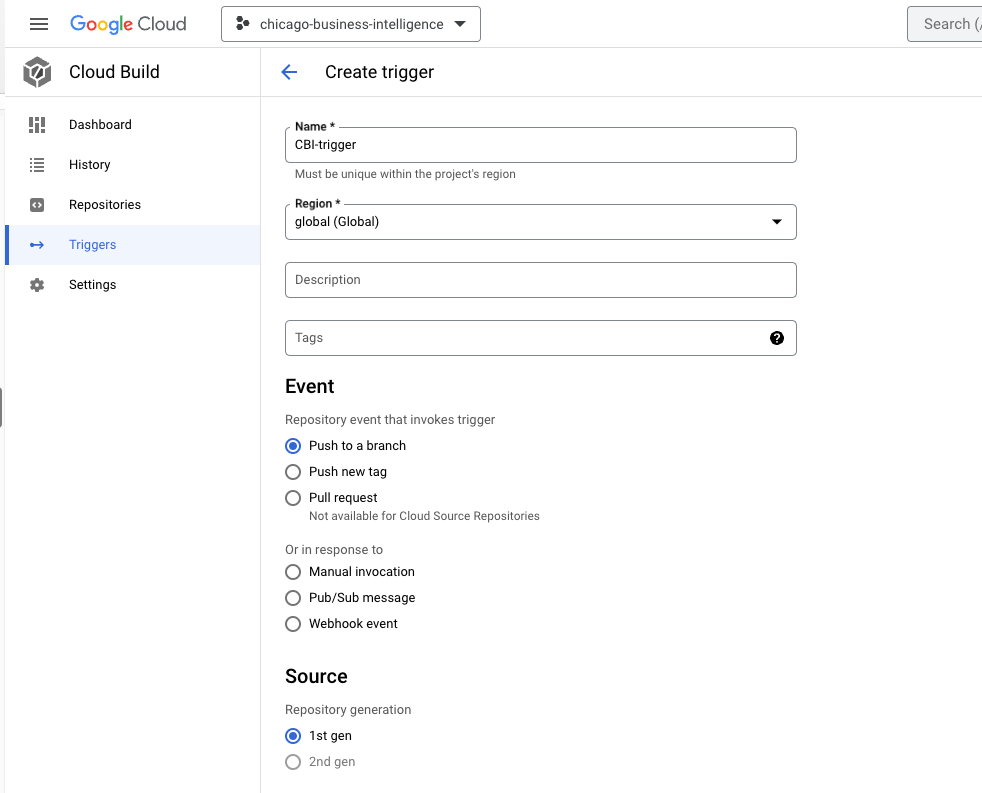 Google Cloud
chicago-business-intelligence
Search (/
Cloud Build
Create trigger
Dashboard
History
Repositories
Triggers
Settings
Name *
CBI-trigger
Must be unique within the project's region
Region *
global (Global)
Description
Tags
Event
Repository event that invokes trigger
Push to a branch
Push new tag
Pull request
Not available for Cloud Source Repositories
Or in response to
Manual invocation
Pub/Sub message
Webhook event
Source
Repository generation
1st gen
2nd gen